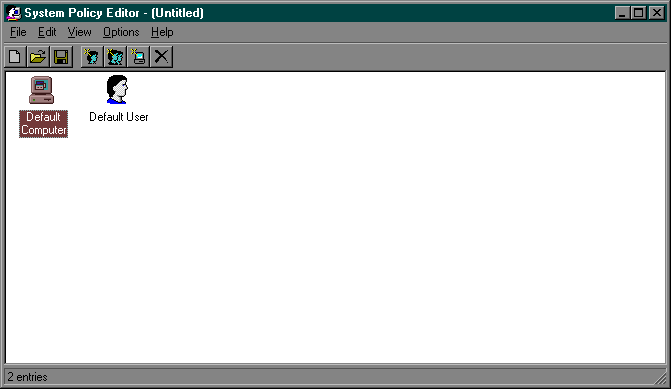 System Policy Editor - (Untitled)
File Edit View Options Help
Default Computer
Default User
2 entries